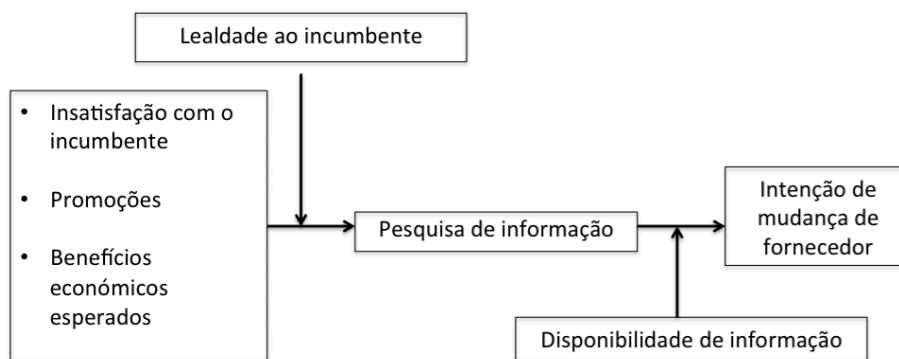 Lealdade ao incumbente
• Insatisfação com o
incumbente
• Promoções
• Benefícios
económicos
esperados
Pesquisa de informação
Intenção de
mudança de
fornecedor
Disponibilidade de informação